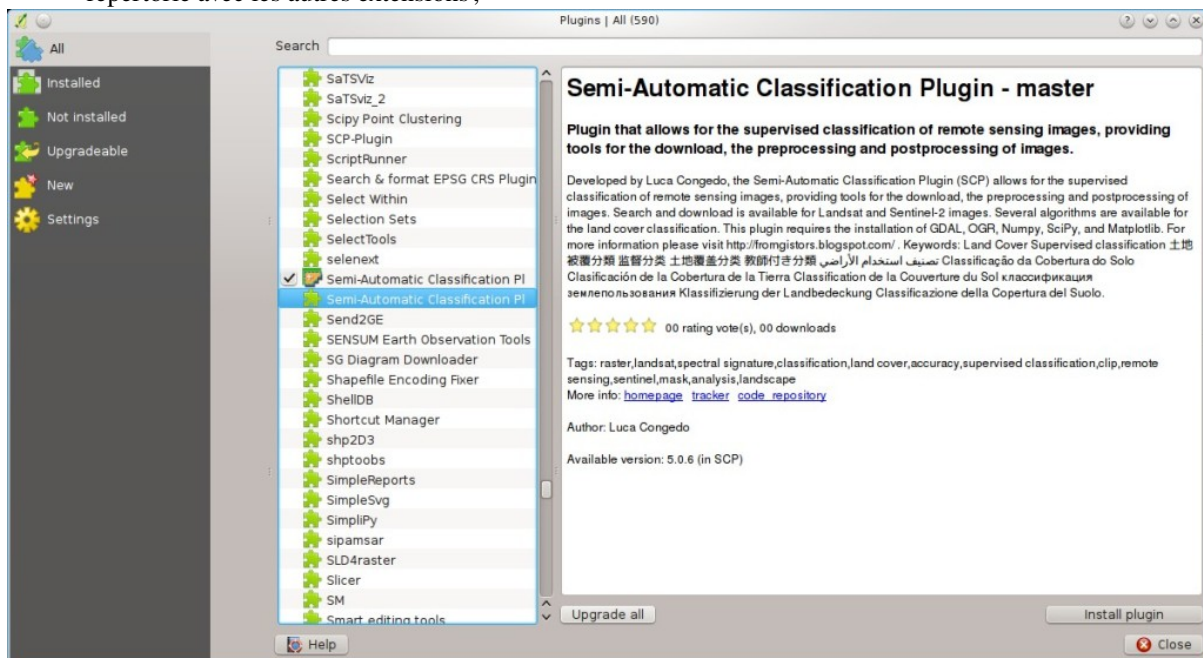 répertorié avec les autres extensions ;
Plugins | All (590)
All
Installed
Not installed
Upgradeable
New
Settings
Search
SaTSViz
SaTSviz_2
Scipy Point Clustering
SCP-Plugin
ScriptRunner
Search & format EPSG CRS Plugin
Select Within
Selection Sets
SelectTools
selenext
Semi-Automatic Classification Pl
Semi-Automatic Classification Pl
Send2GE
SENSUM Earth Observation Tools
SG Diagram Downloader
Shapefile Encoding Fixer
ShellDB
Shortcut Manager
shp2D3
shptoobs
SimpleReports
SimpleSvg
SimpliPy
sipamsar
SLD4raster
Slicer
SM
Smart editing tools
Semi-Automatic Classification Plugin - master
Plugin that allows for the supervised classification of remote sensing images, providing
tools for the download, the preprocessing and postprocessing of images.
Developed by Luca Congedo, the Semi-Automatic Classification Plugin (SCP) allows for the supervised
classification of remote sensing images, providing tools for the download, the preprocessing and postprocessing of
images. Search and download is available for Landsat and Sentinel-2 images. Several algorithms are available for
the land cover classification. This plugin requires the installation of GDAL, OGR, Numpy, SciPy, and Matplotlib. For
more information please visit http://fromgistors.blogspot.com/ . Keywords: Land Cover Supervised classification 土地
被覆分類 監督分类 土地覆盖分类 教師付き分類 تصنيف استخدام الأراضي Classificação da Cobertura do Solo
Clasificación de la Cobertura de la Tierra Classification de la Couverture du Sol классификация
землепользования Klassifizierung der Landbedeckung Classificazione della Copertura del Suolo.
00 rating vote(s), 00 downloads
Tags: raster,landsat,spectral signature,classification,land cover,accuracy,supervised classification,clip,remote
sensing,sentinel,mask,analysis,landscape
More info: homepage tracker code_repository
Author: Luca Congedo
Available version: 5.0.6 (in SCP)
Upgrade all
Install plugin
Help
Close